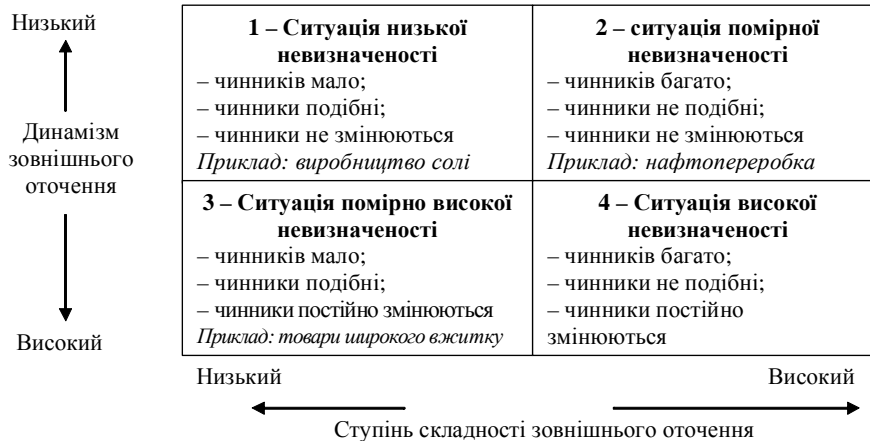 Низький
Динамізм
зовнішнього
оточення
Високий
1 – Ситуація низької
невизначеності
– чинників мало;
– чинники подібні;
– чинники не змінюються
Приклад: виробництво солі
2 – ситуація помірної
невизначеності
– чинників багато;
– чинники не подібні;
– чинники не змінюються
Приклад: нафтопереробка
3 – Ситуація помірно високої
невизначеності
– чинників мало;
– чинники подібні;
– чинники постійно змінюються
Приклад: товари широкого вжитку
4 – Ситуація високої
невизначеності
– чинників багато;
– чинники не подібні;
– чинники постійно
змінюються
Низький
Високий
Ступінь складності зовнішнього оточення